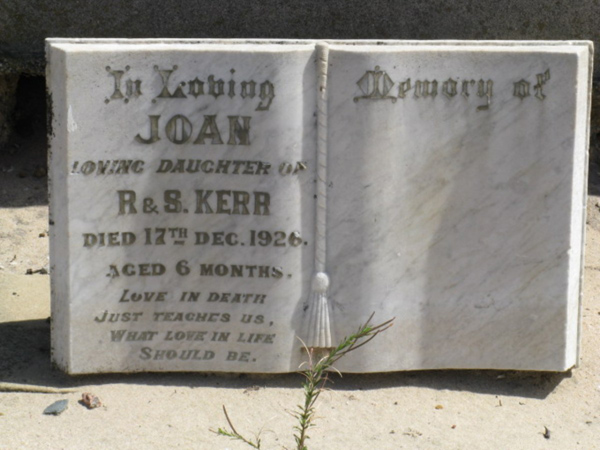 In Loving Memory of
JOAN
LOVING DAUGHTER OF
R & S. KERR
DIED 17TH DEC. 1926.
AGED 6 MONTHS.
LOVE IN DEATH
JUST TEACHES US,
WHAT LOVE IN LIFE
SHOULD BE.